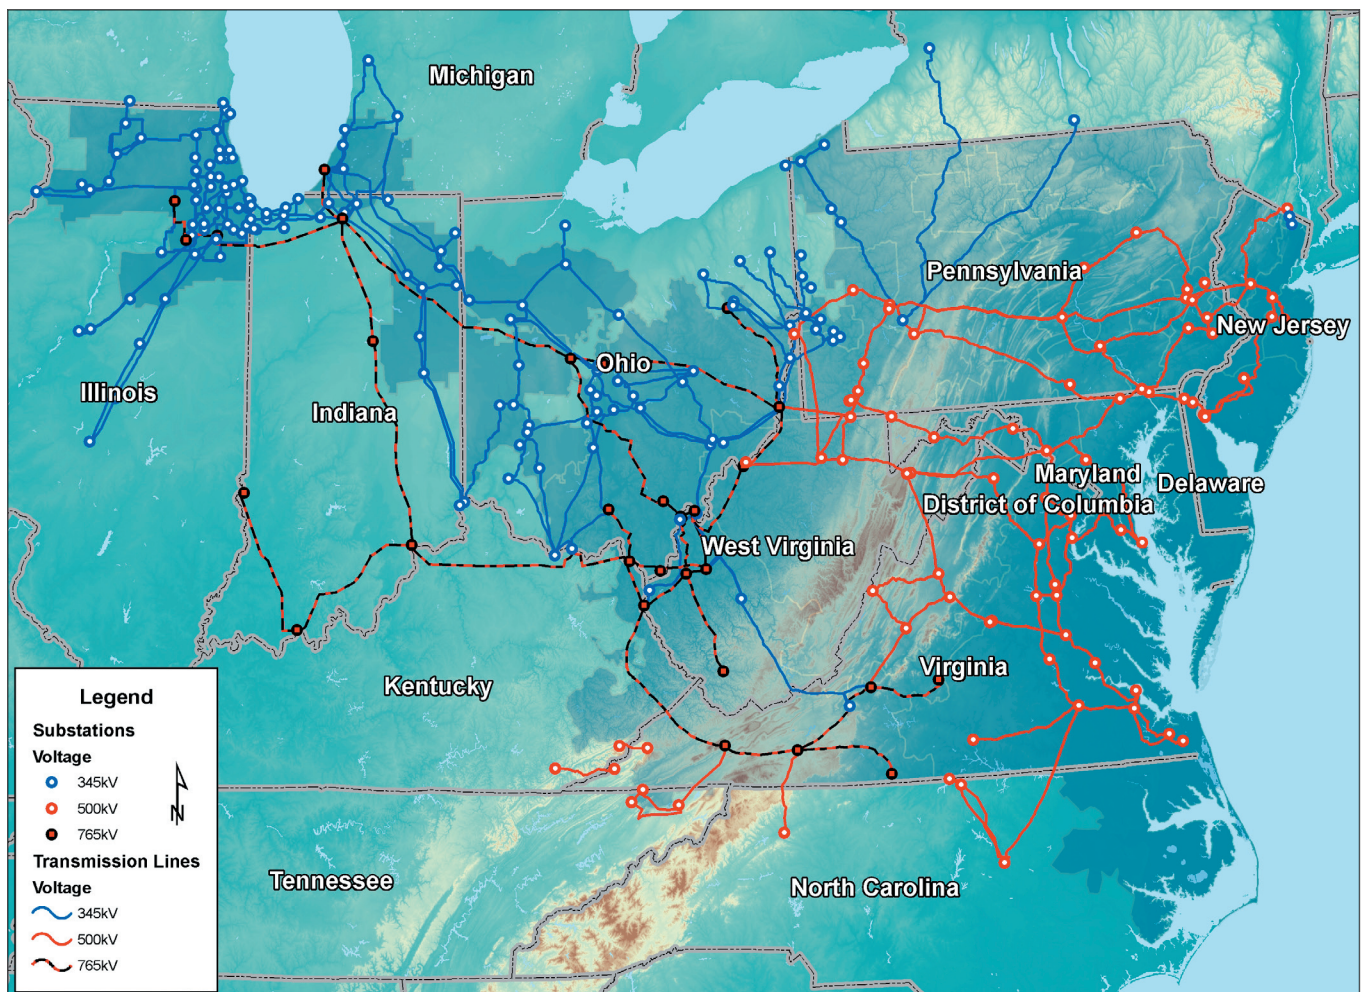 Michigan
Pennsylvania
New Jersey
Ohio
Illinois
Indiana
Maryland
Delaware
District of Columbia
West Virginia
Virginia
Kentucky
Tennessee
North Carolina
Legend
Substations
Voltage
345kV
500kV
765kV
N
Transmission Lines
Voltage
345kV
500kV
765kV